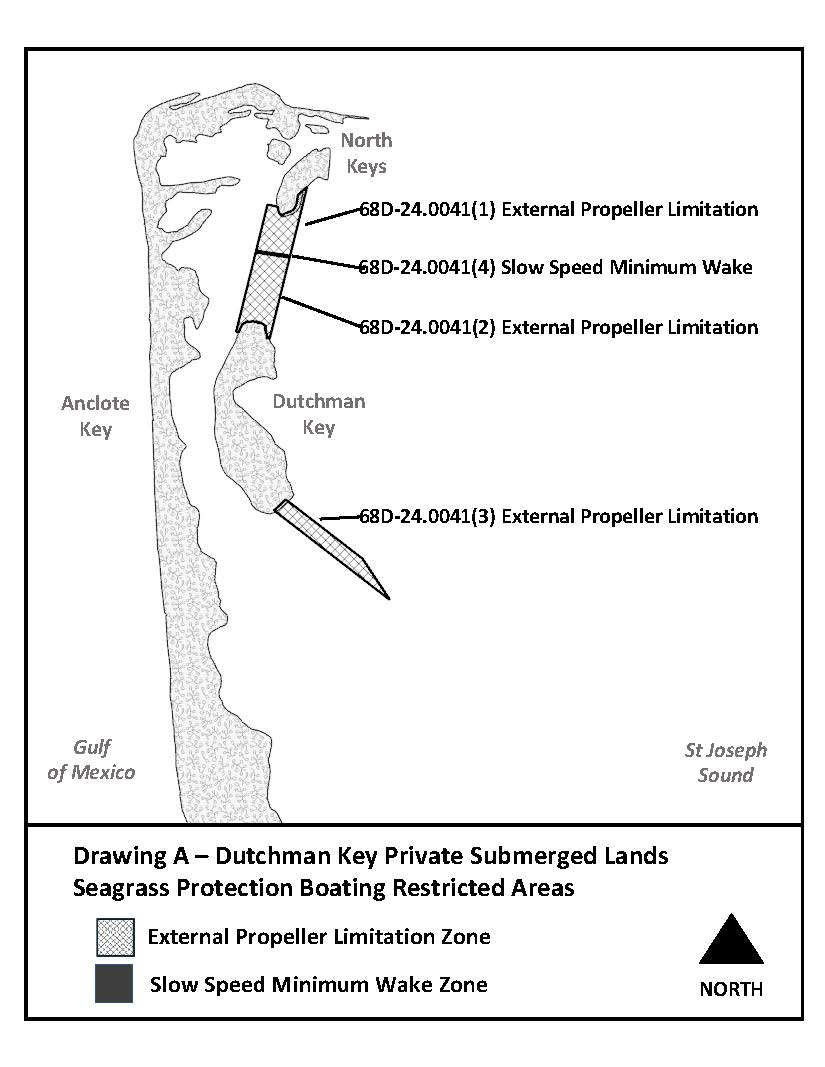 North
Keys
68D-24.0041(1) External Propeller Limitation
68D-24.0041(4) Slow Speed Minimum Wake
68D-24.0041(2) External Propeller Limitation
Anclote
Key
Dutchman
Key
68D-24.0041(3) External Propeller Limitation
Gulf
of Mexico
St Joseph
Sound
Drawing A – Dutchman Key Private Submerged Lands
Seagrass Protection Boating Restricted Areas
External Propeller Limitation Zone
Slow Speed Minimum Wake Zone
NORTH